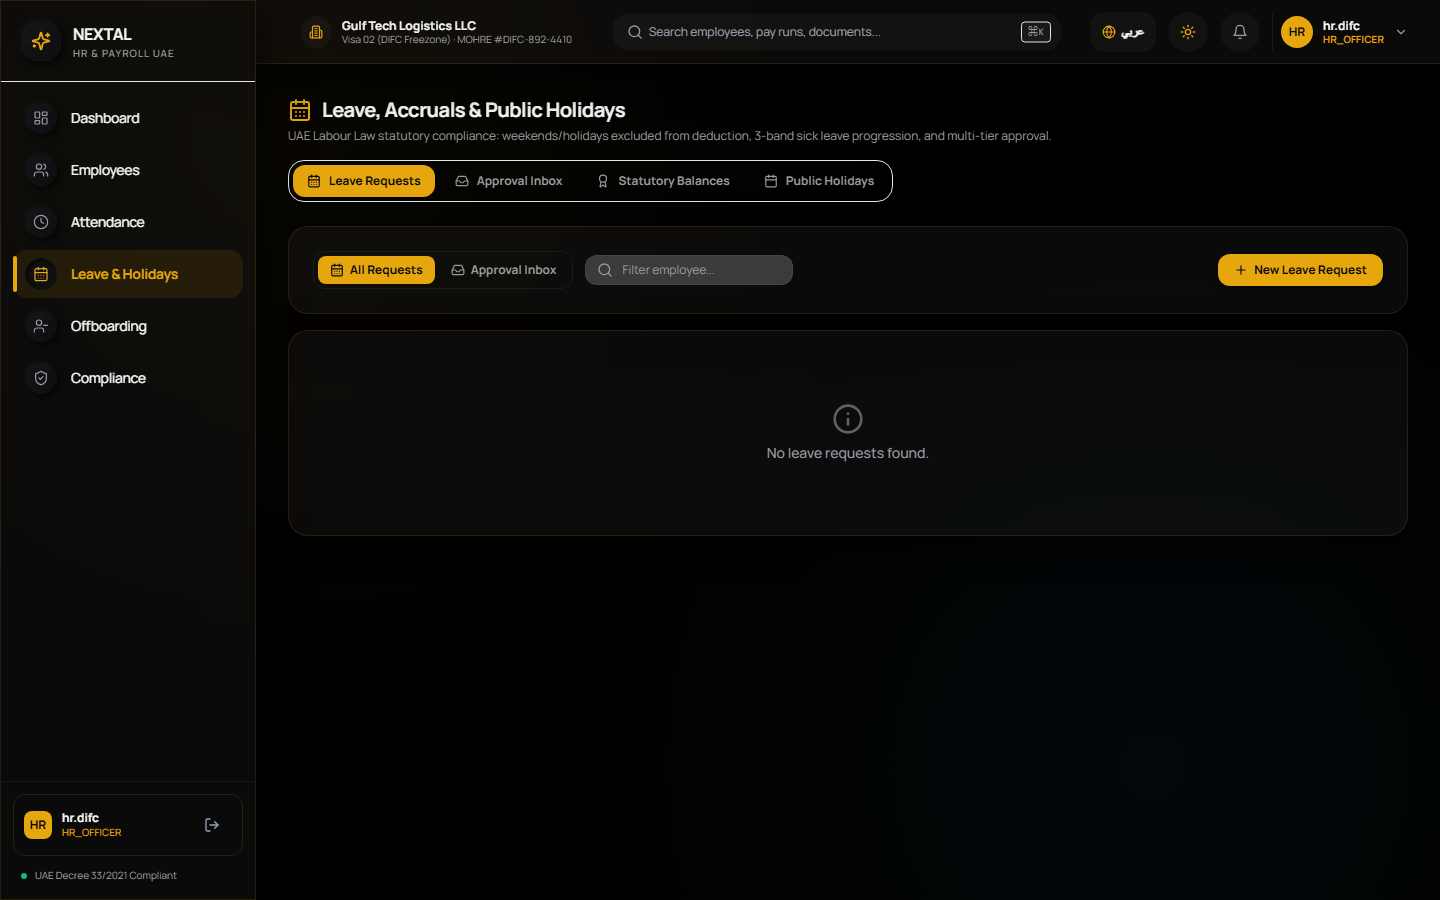 NEXTAL
HR & PAYROLL UAE
Dashboard
Employees
Attendance
Leave & Holidays
Offboarding
Compliance
HR
hr.difc
HR_OFFICER
UAE Decree 33/2021 Compliant
Gulf Tech Logistics LLC
Visa 02 (DIFC Freezone) · MOHRE #DIFC-892-4410
Search employees, pay runs, documents...
⌘K
عربي
HR
hr.difc
HR_OFFICER
Leave, Accruals & Public Holidays
UAE Labour Law statutory compliance: weekends/holidays excluded from deduction, 3-band sick leave progression, and multi-tier approval.
Leave Requests
Approval Inbox
Statutory Balances
Public Holidays
All Requests
Approval Inbox
Filter employee...
New Leave Request
No leave requests found.